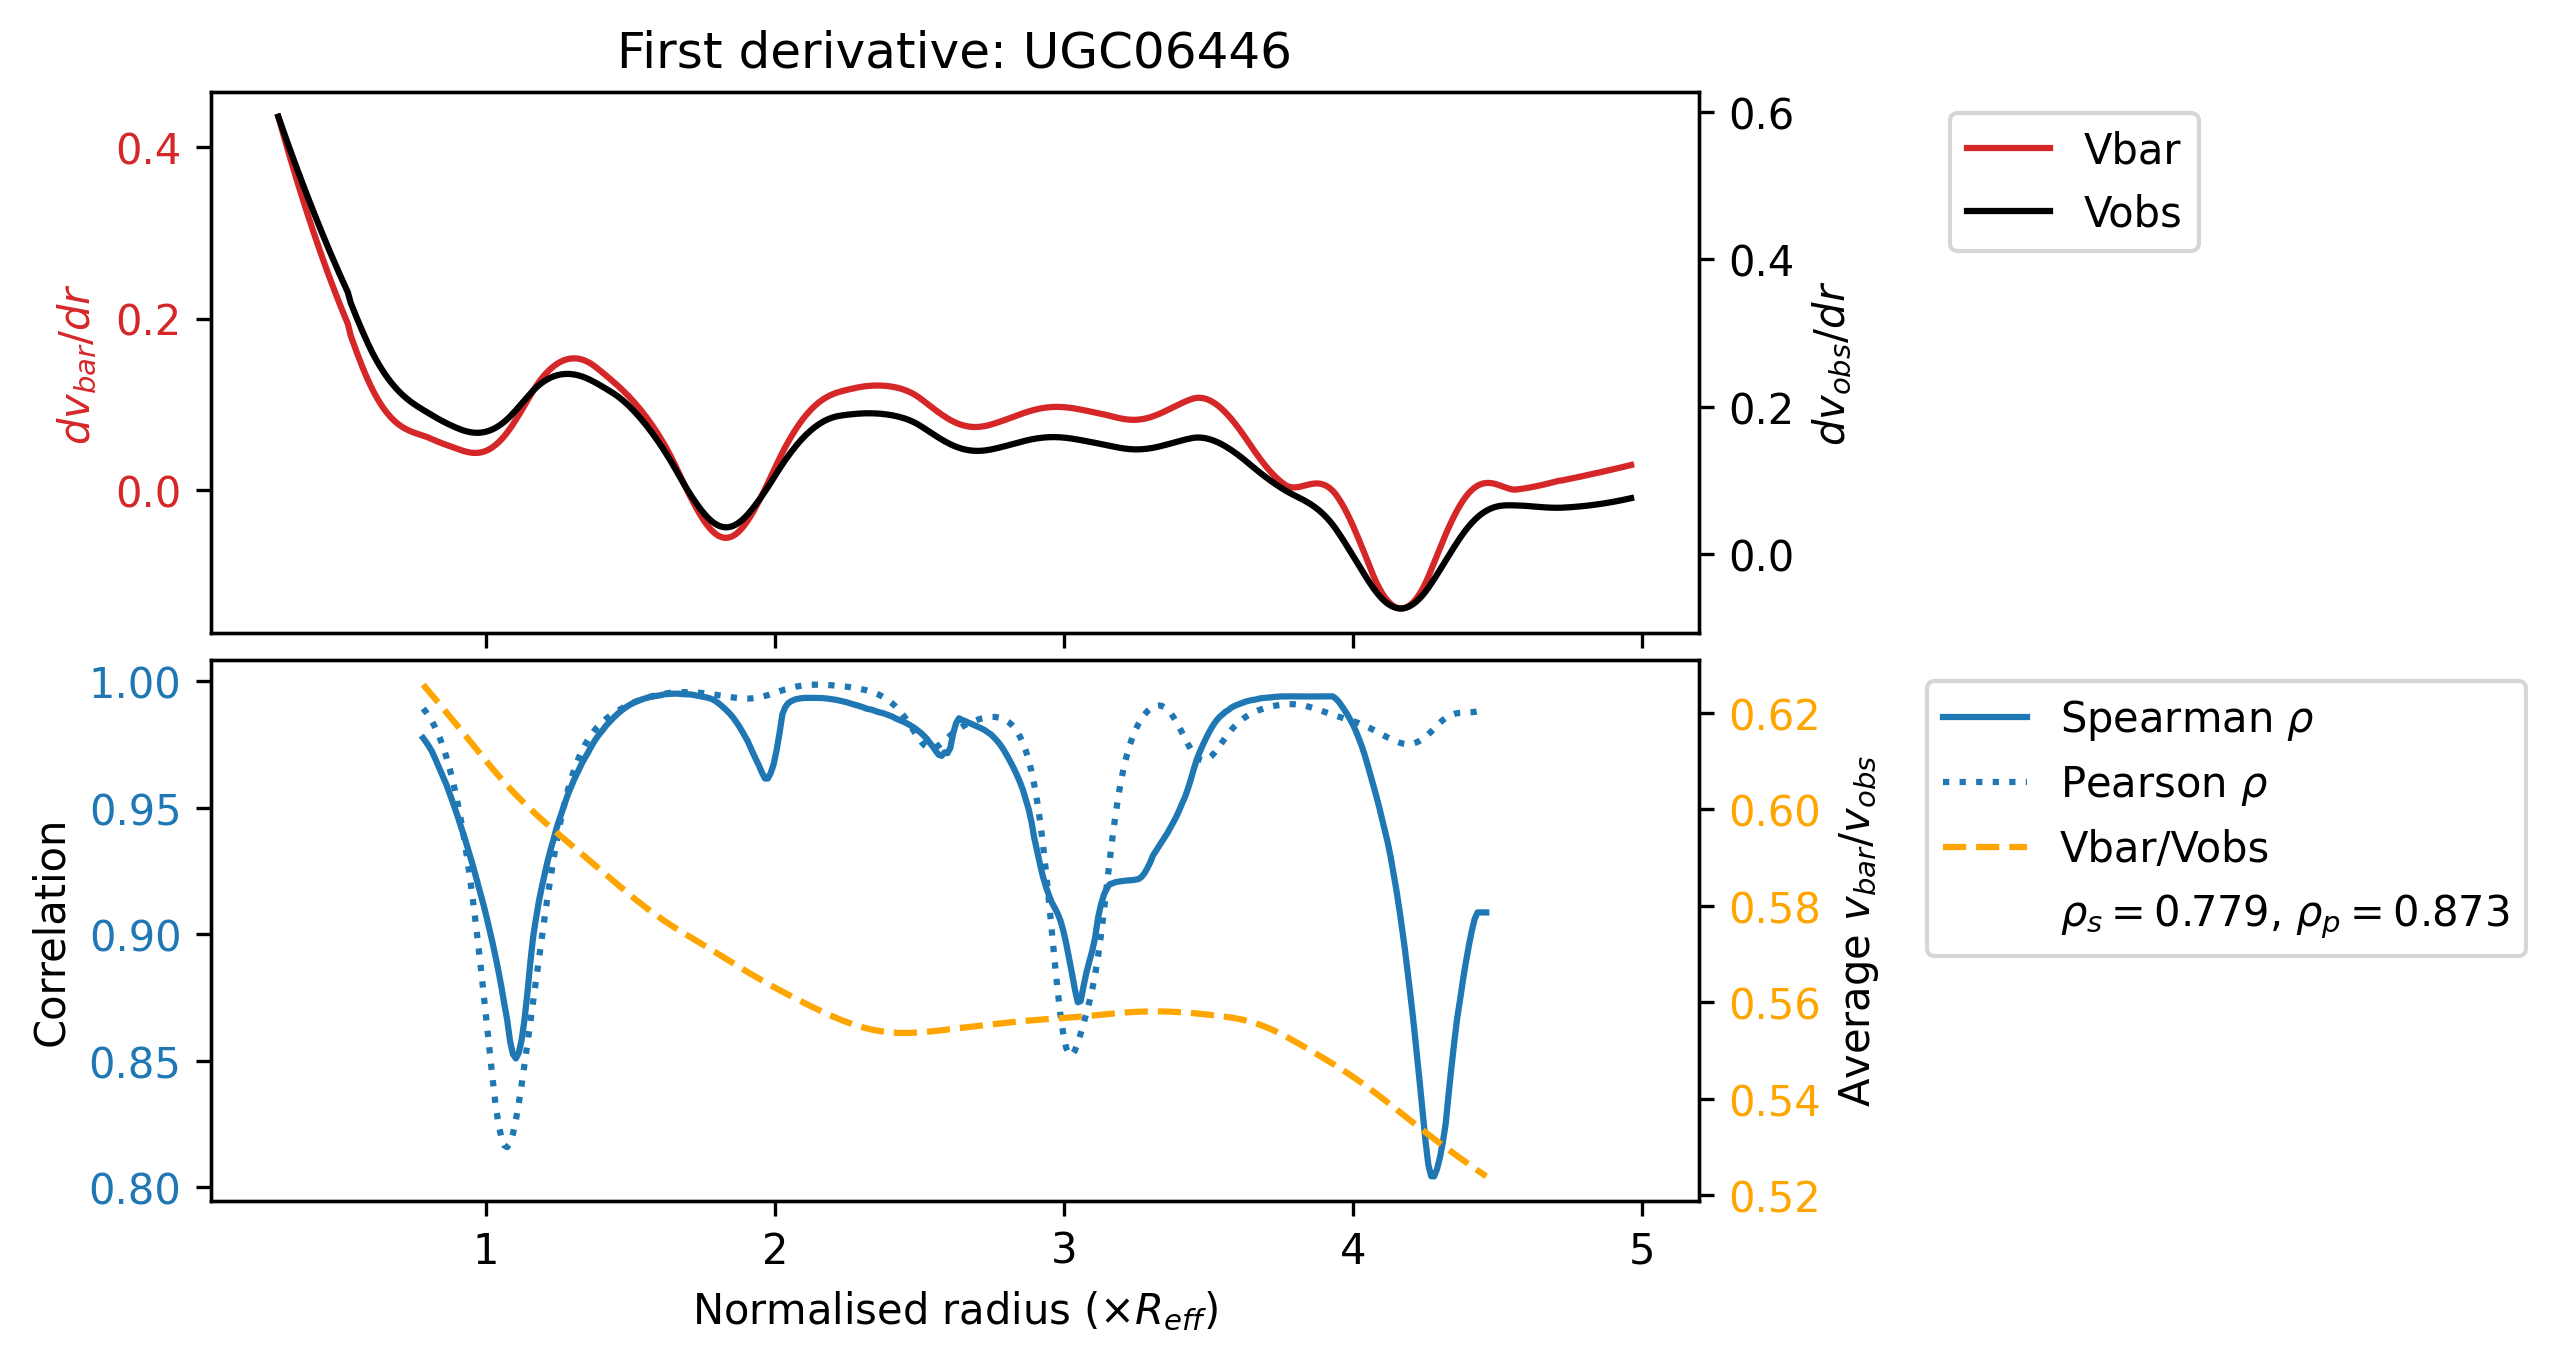 First derivative: UGC06446
0.4
0.2
0.0
dv_bar/dr
0.6
0.4
0.2
0.0
dv_obs/dr
Vbar
Vobs
1.00
0.95
0.90
0.85
0.80
Correlation
0.62
0.60
0.58
0.56
0.54
0.52
Average v_bar/v_obs
Spearman ρ
Pearson ρ
Vbar/Vobs
ρ_s = 0.779, ρ_p = 0.873
1 2 3 4 5
Normalised radius (×R_eff)